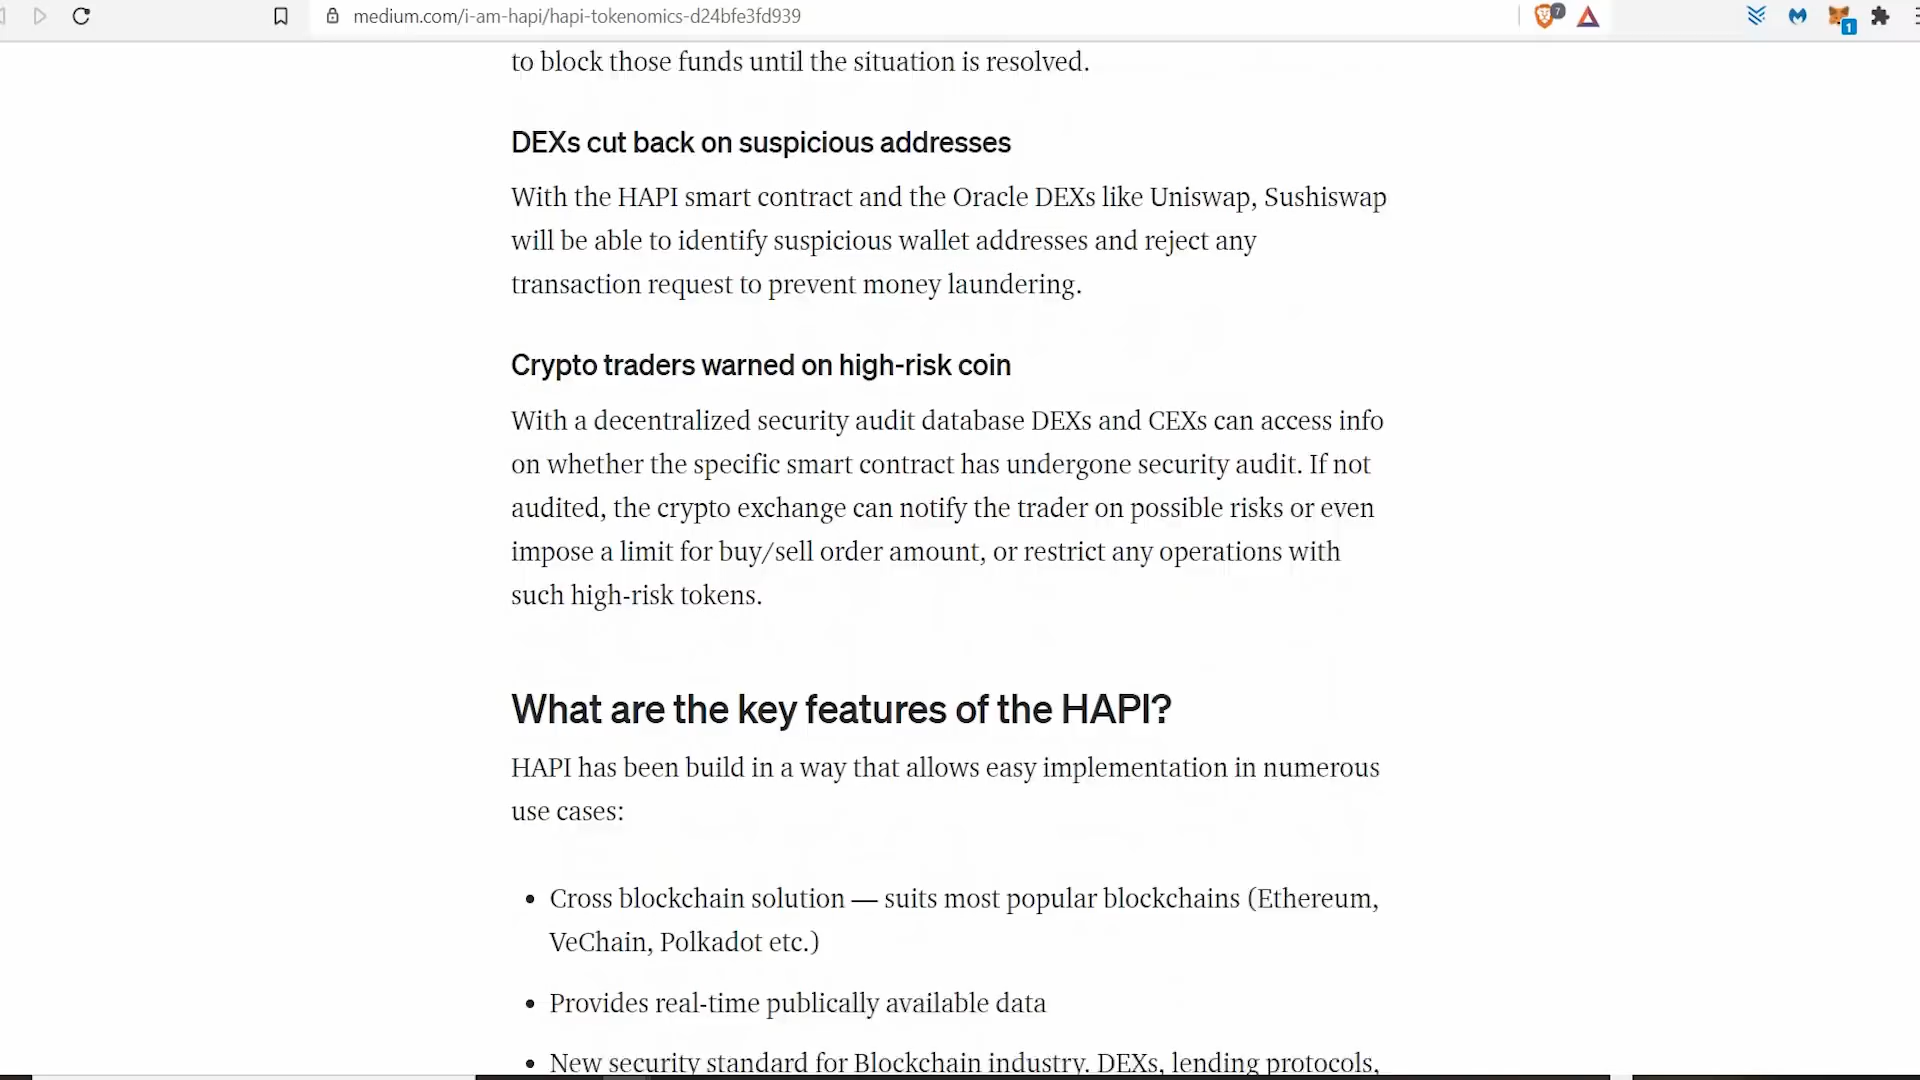 medium.com/i-am-hapi/hapi-tokenomics-d24bfe3fd939
7
1
to block those funds until the situation is resolved.
DEXs cut back on suspicious addresses
With the HAPI smart contract and the Oracle DEXs like Uniswap, Sushiswap
will be able to identify suspicious wallet addresses and reject any
transaction request to prevent money laundering.
Crypto traders warned on high-risk coin
With a decentralized security audit database DEXs and CEXs can access info
on whether the specific smart contract has undergone security audit. If not
audited, the crypto exchange can notify the trader on possible risks or even
impose a limit for buy/sell order amount, or restrict any operations with
such high-risk tokens.
What are the key features of the HAPI?
HAPI has been build in a way that allows easy implementation in numerous
use cases:
• Cross blockchain solution — suits most popular blockchains (Ethereum,
VeChain, Polkadot etc.)
• Provides real-time publically available data
• New security standard for Blockchain industry. DEXs, lending protocols,